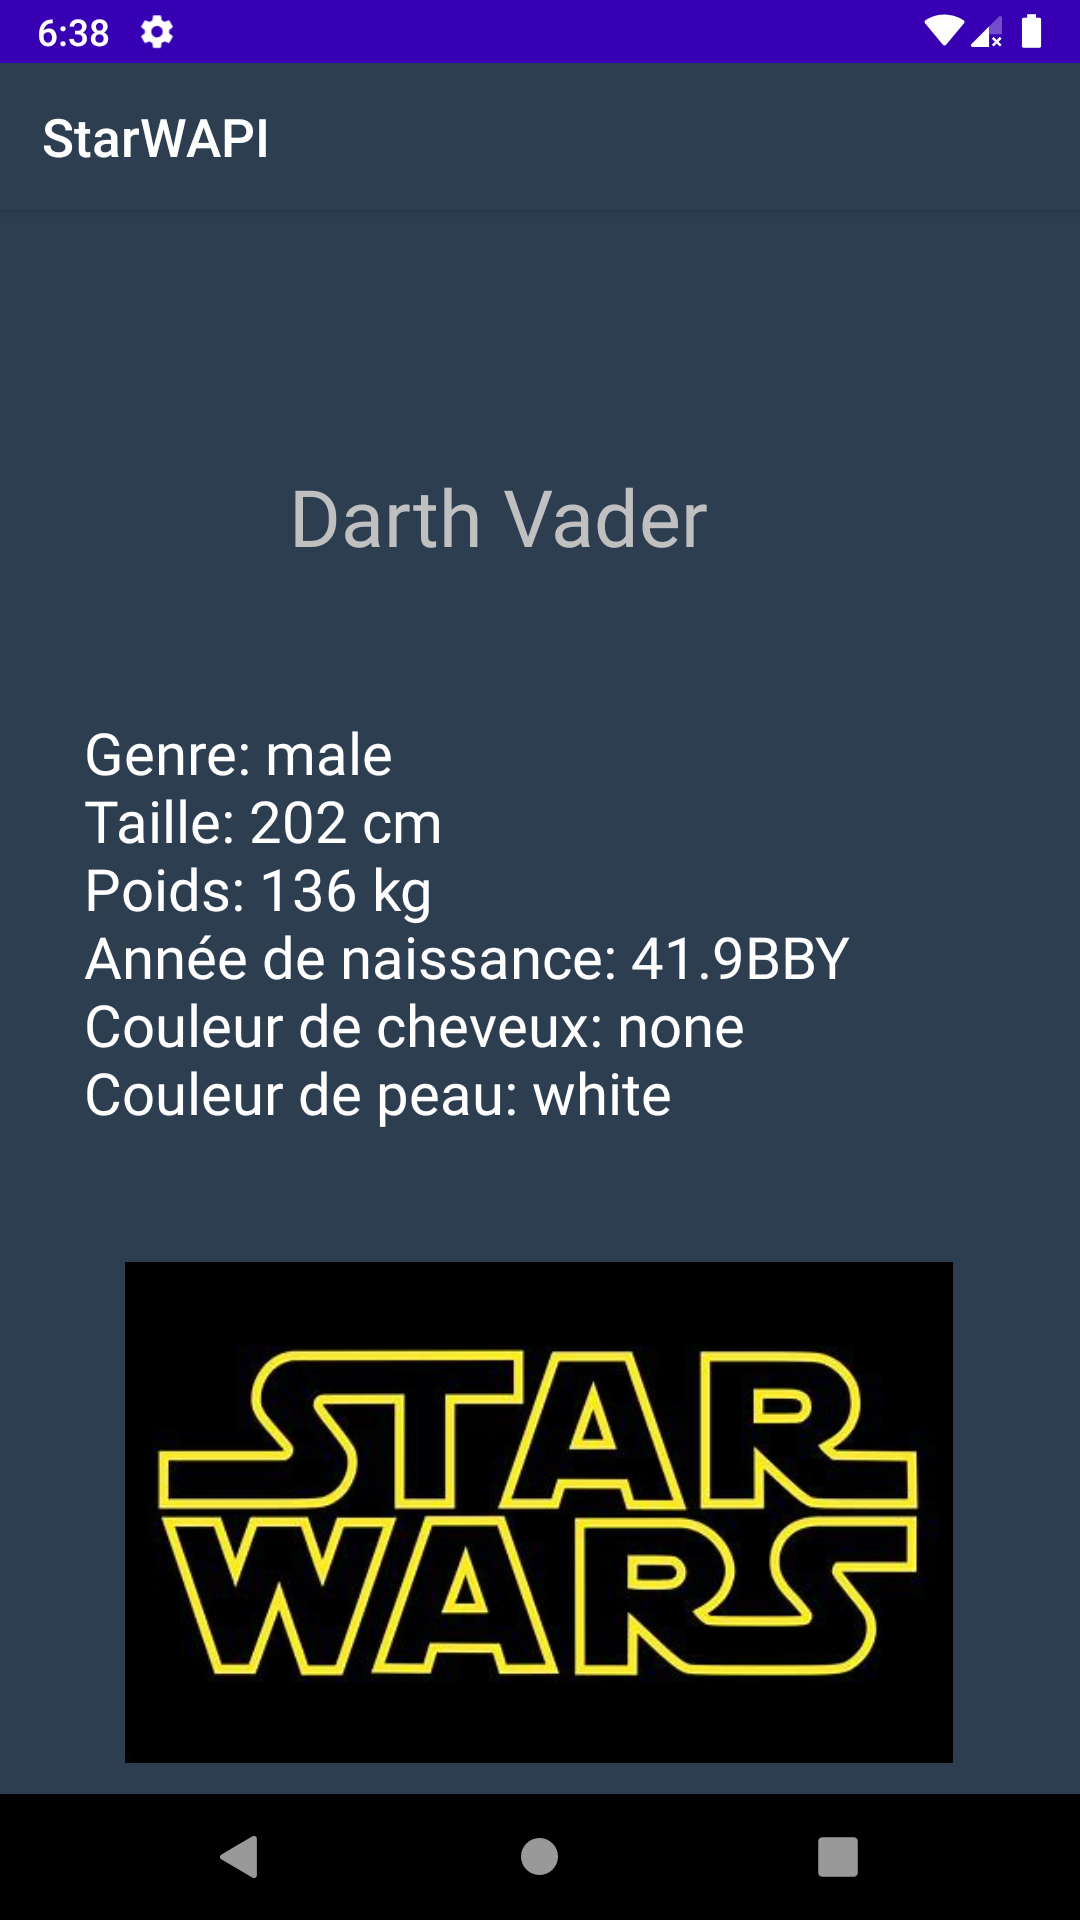 6:38
StarWAPI
Darth Vader
Genre: male
Taille: 202 cm
Poids: 136 kg
Année de naissance: 41.9BBY
Couleur de cheveux: none
Couleur de peau: white
STAR
WARS